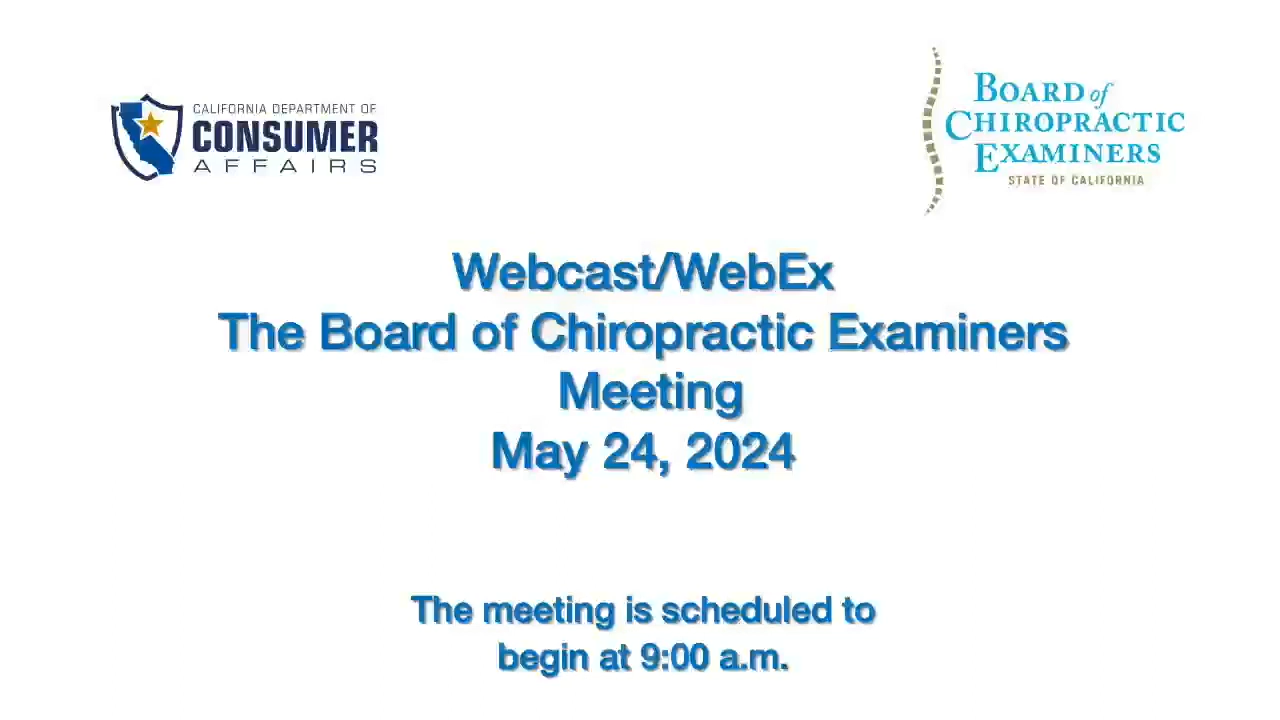 CALIFORNIA DEPARTMENT OF
CONSUMER
AFFAIRS
BOARD of
CHIROPRACTIC
EXAMINERS
STATE OF CALIFORNIA
Webcast/WebEx
The Board of Chiropractic Examiners
Meeting
May 24, 2024
The meeting is scheduled to
begin at 9:00 a.m.